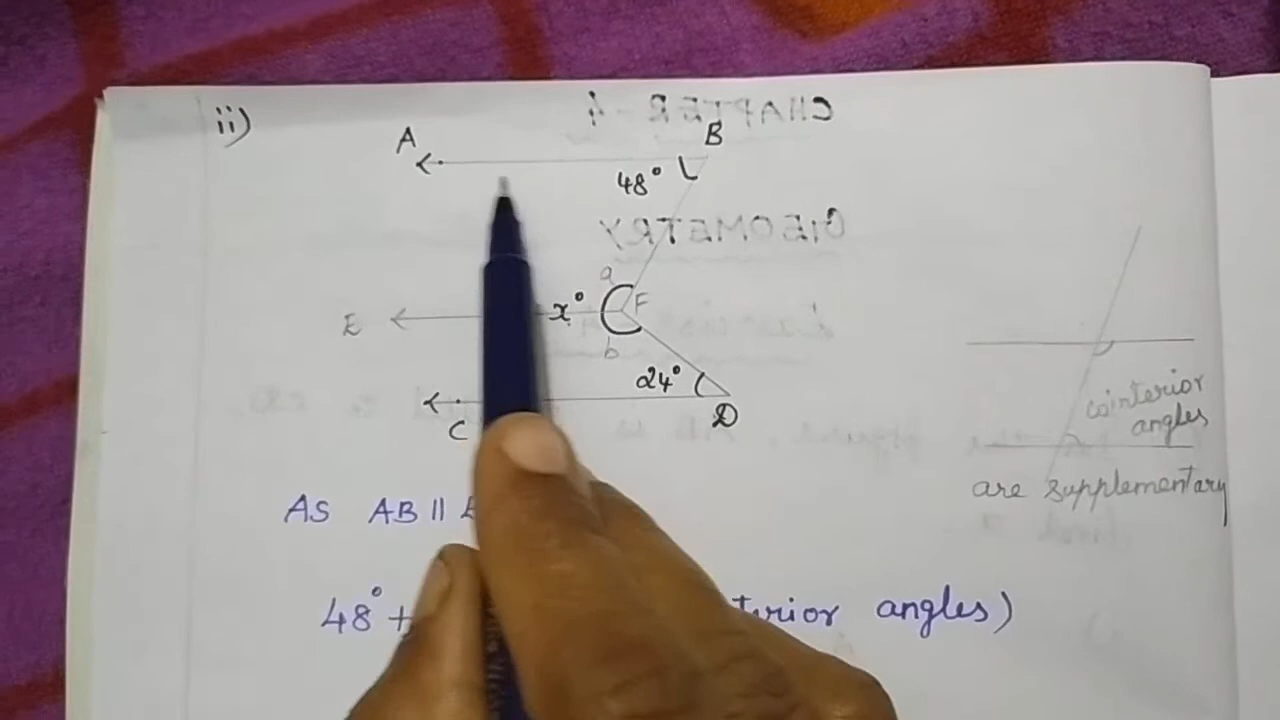 ii)
A B
48°
a
E x° F
b
24°
C D
cointerior
angles
are supplementary
AS AB ||
48° + angles)